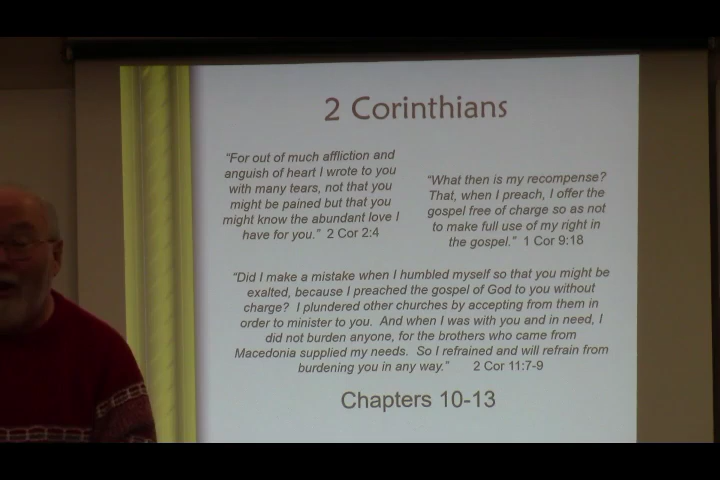 2 Corinthians
“For out of much affliction and
anguish of heart I wrote to you
with many tears, not that you
might be pained but that you
might know the abundant love I
have for you.” 2 Cor 2:4
“What then is my recompense?
That, when I preach, I offer the
gospel free of charge so as not
to make full use of my right in
the gospel.” 1 Cor 9:18
“Did I make a mistake when I humbled myself so that you might be
exalted, because I preached the gospel of God to you without
charge? I plundered other churches by accepting from them in
order to minister to you. And when I was with you and in need, I
did not burden anyone, for the brothers who came from
Macedonia supplied my needs. So I refrained and will refrain from
burdening you in any way.” 2 Cor 11:7-9
Chapters 10-13